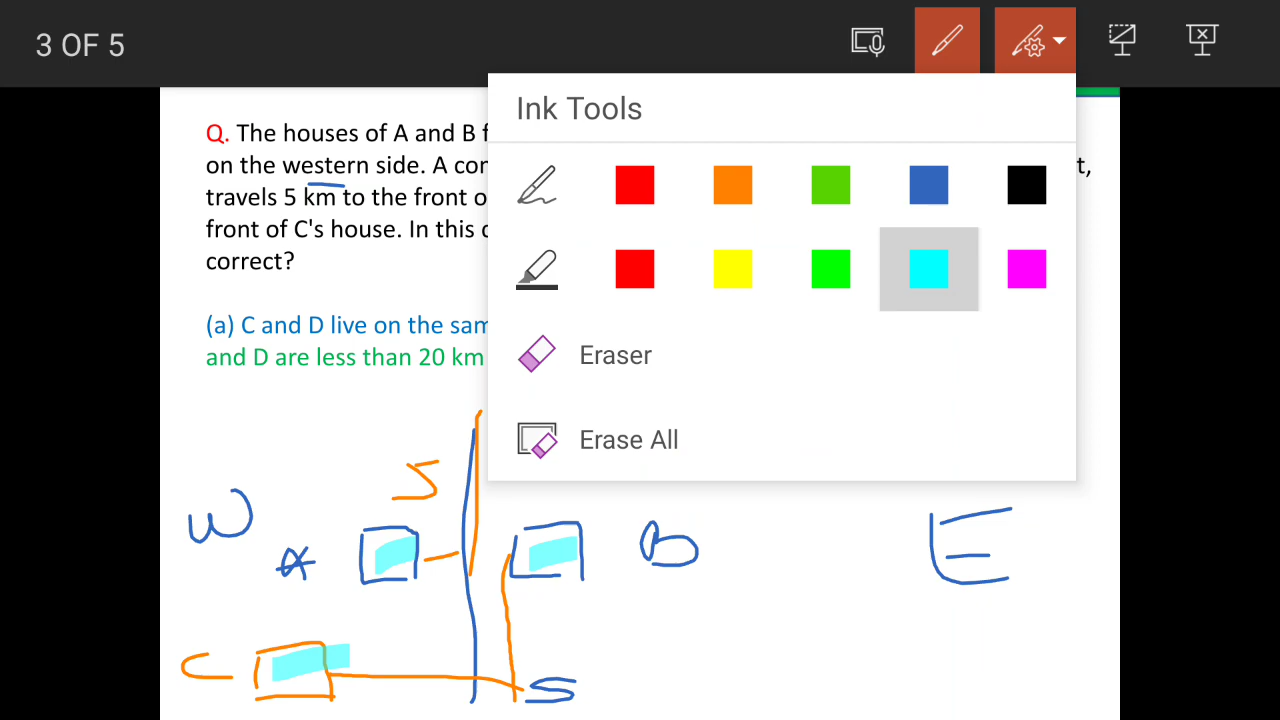 3 OF 5
Ink Tools
Q. The houses of A and B f
on the western side. A con t,
travels 5 km to the front o
front of C's house. In this c
correct?
(a) C and D live on the sam
and D are less than 20 km
Eraser
Erase All
5
W
A
B
E
C
5